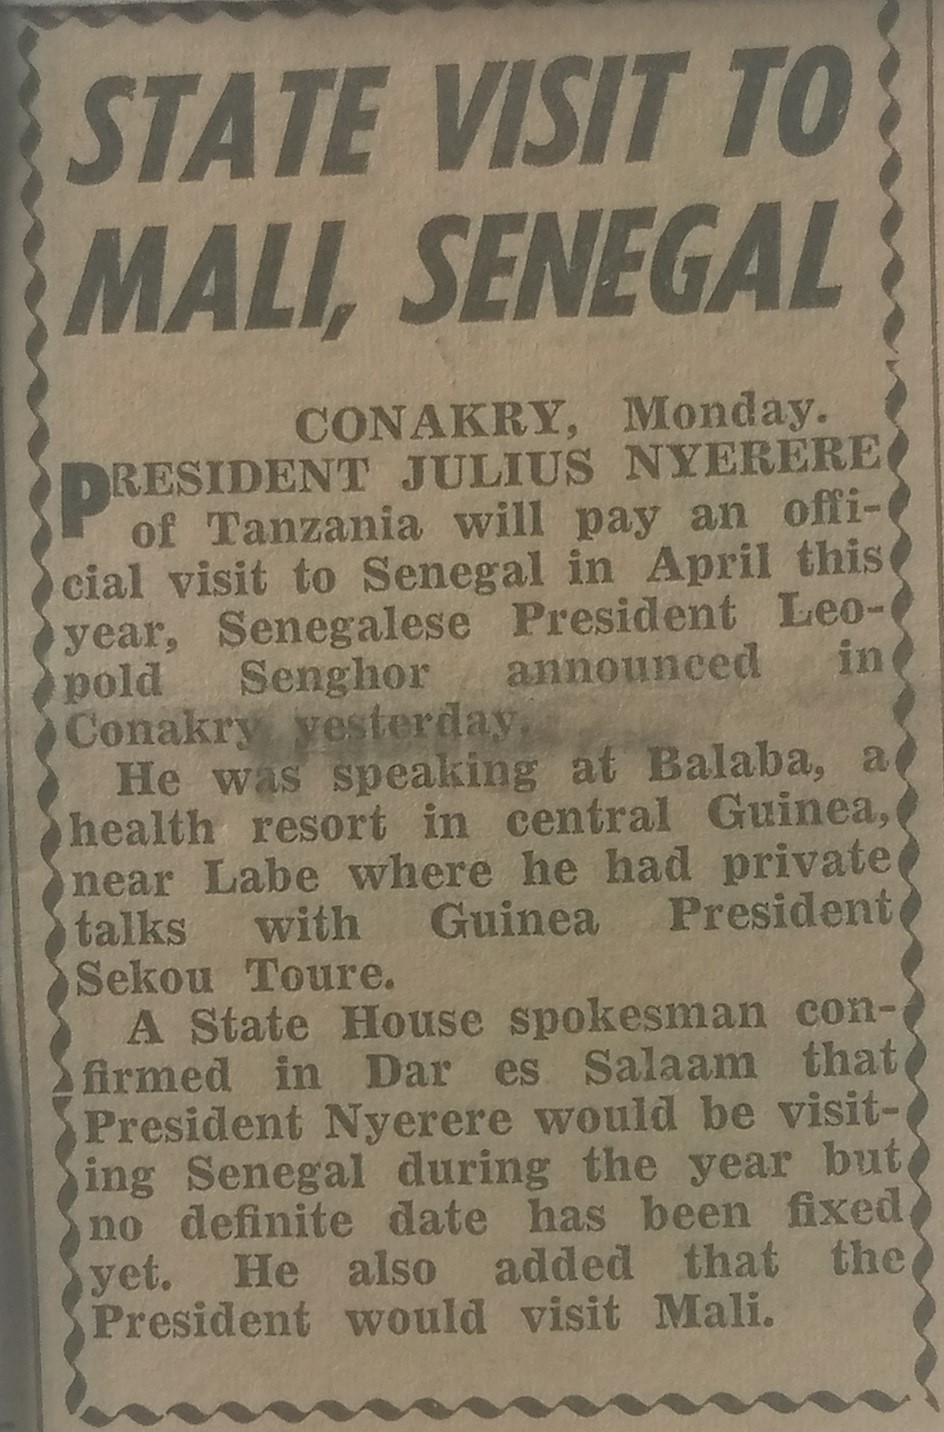 STATE VISIT TO
MALI, SENEGAL
CONAKRY, Monday.
PRESIDENT JULIUS NYERERE
of Tanzania will pay an offi-
cial visit to Senegal in April this
year, Senegalese President Leo-
pold Senghor announced in
Conakry yesterday.
He was speaking at Balaba, a
health resort in central Guinea,
near Labe where he had private
talks with Guinea President
Sekou Toure.
A State House spokesman con-
firmed in Dar es Salaam that
President Nyerere would be visit-
ing Senegal during the year but
no definite date has been fixed
yet. He also added that the
President would visit Mali.